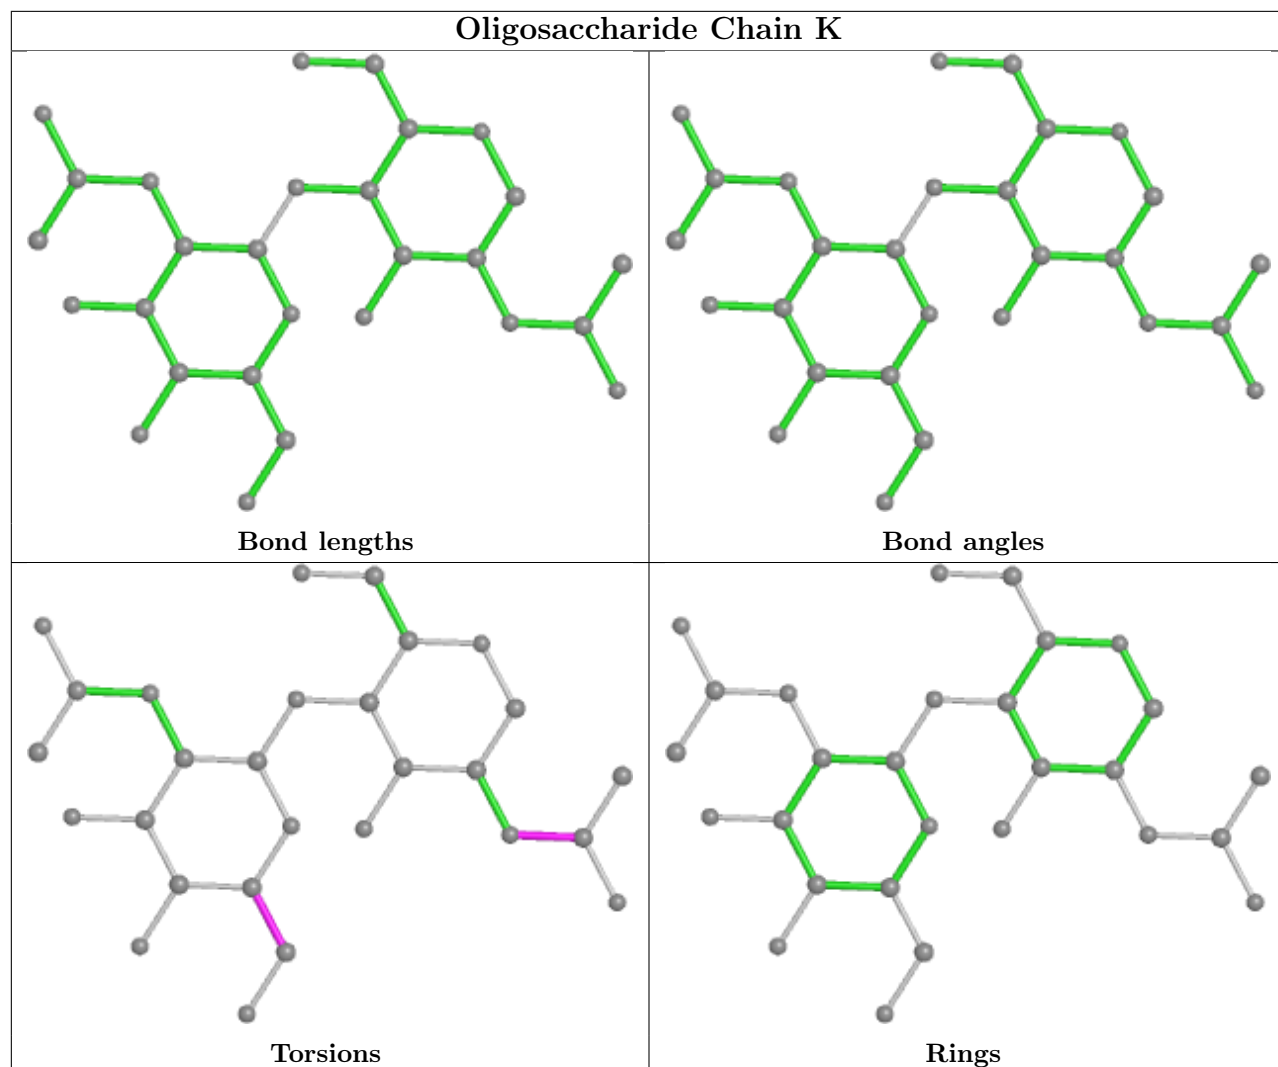 Oligosaccharide Chain K
Bond lengths
Bond angles
Torsions
Rings